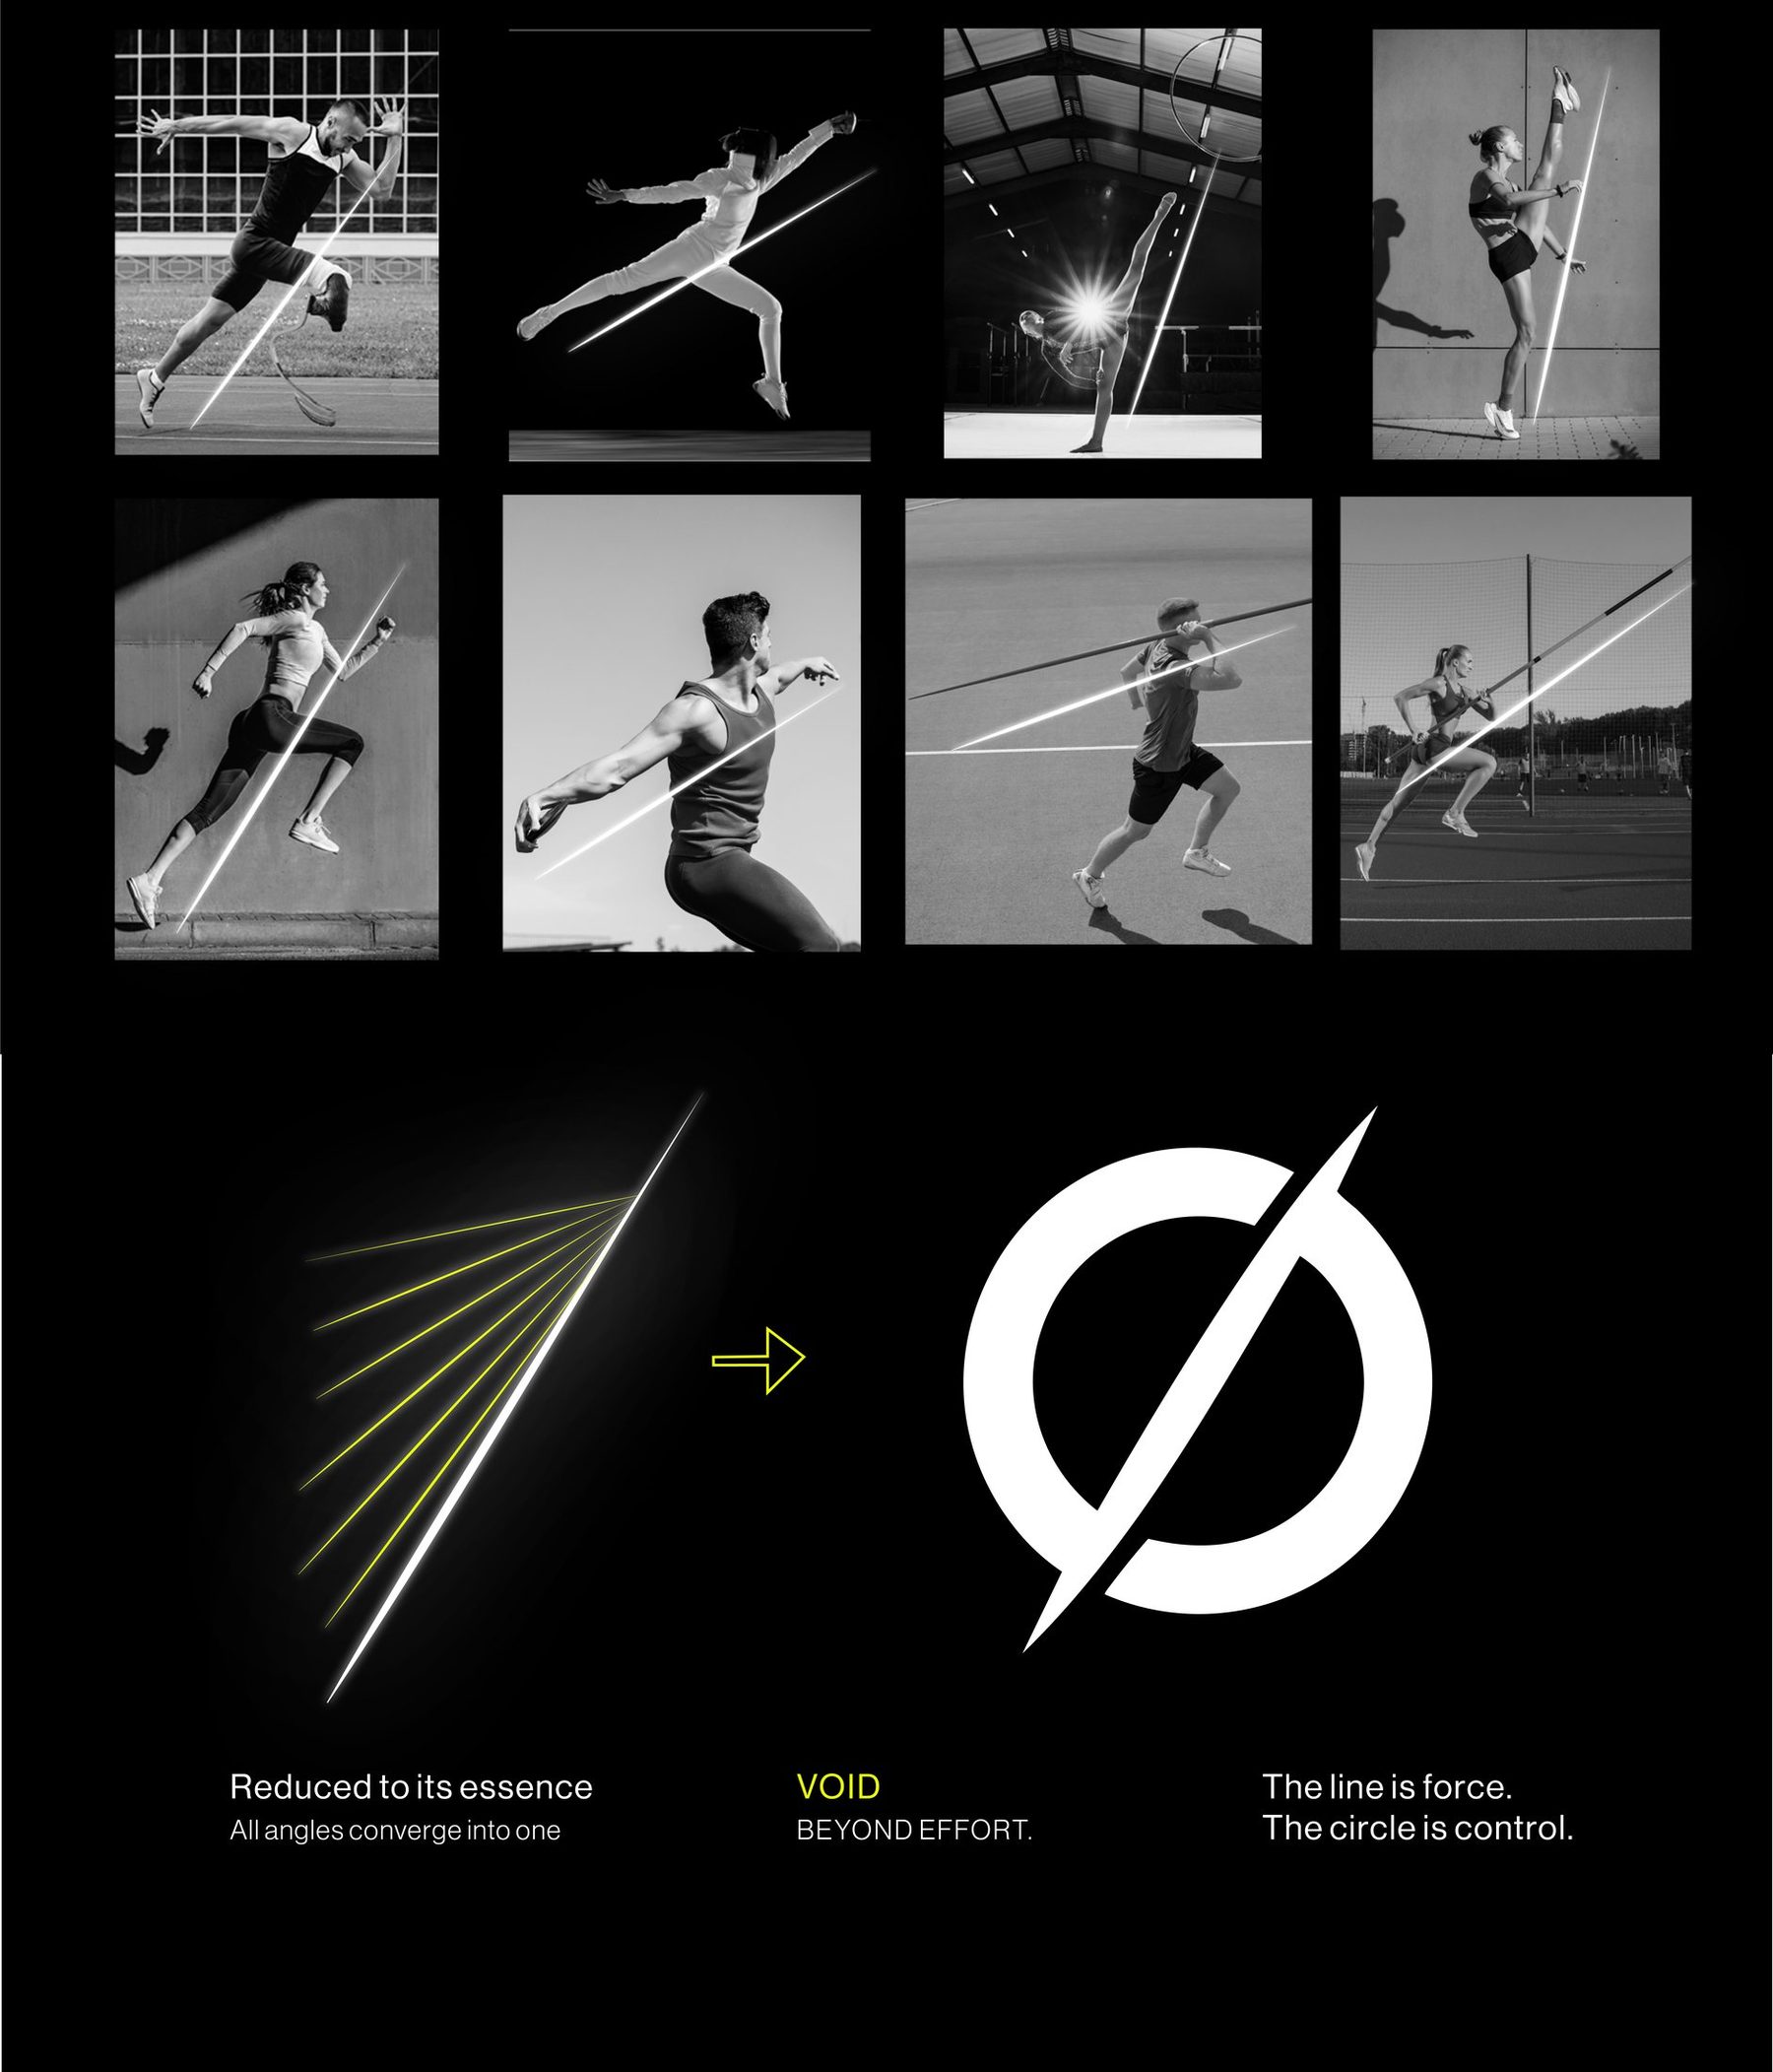 Reduced to its essence
All angles converge into one
VOID
BEYOND EFFORT.
The line is force.
The circle is control.